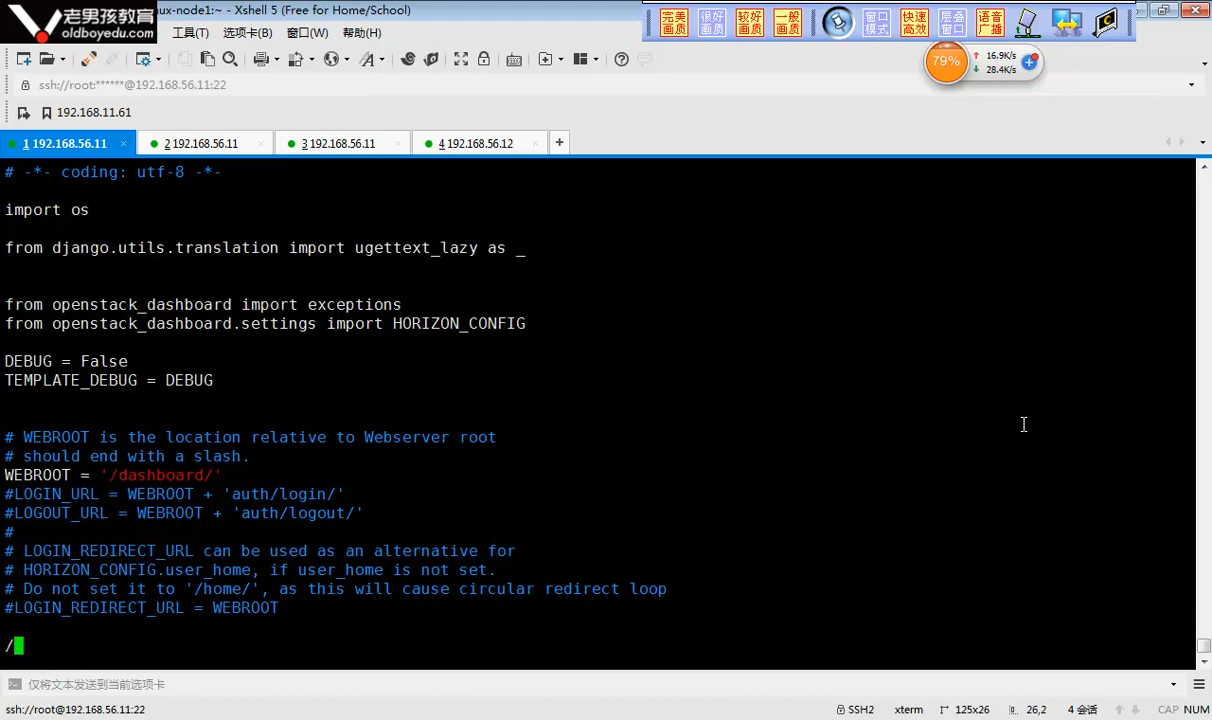 老男孩教育
oldboyedu.com
ux-node1:~ - Xshell 5 (Free for Home/School)
完美画质
很好画质
较好画质
一般画质
窗口模式
快速高效
层叠窗口
语音广播
工具(T)
选项卡(B)
窗口(W)
帮助(H)
79%
16.9K/s
28.4K/s
ssh://root:******@192.168.56.11:22
192.168.11.61
1 192.168.56.11
2 192.168.56.11
3 192.168.56.11
4 192.168.56.12
# -*- coding: utf-8 -*-
import os
from django.utils.translation import ugettext_lazy as _
from openstack_dashboard import exceptions
from openstack_dashboard.settings import HORIZON_CONFIG
DEBUG = False
TEMPLATE_DEBUG = DEBUG
# WEBROOT is the location relative to Webserver root
# should end with a slash.
WEBROOT = '/dashboard/'
#LOGIN_URL = WEBROOT + 'auth/login/'
#LOGOUT_URL = WEBROOT + 'auth/logout/'
#
# LOGIN_REDIRECT_URL can be used as an alternative for
# HORIZON_CONFIG.user_home, if user_home is not set.
# Do not set it to '/home/', as this will cause circular redirect loop
#LOGIN_REDIRECT_URL = WEBROOT
/
仅将文本发送到当前选项卡
ssh://root@192.168.56.11:22
SSH2
xterm
125x26
26,2
4 会话
CAP NUM